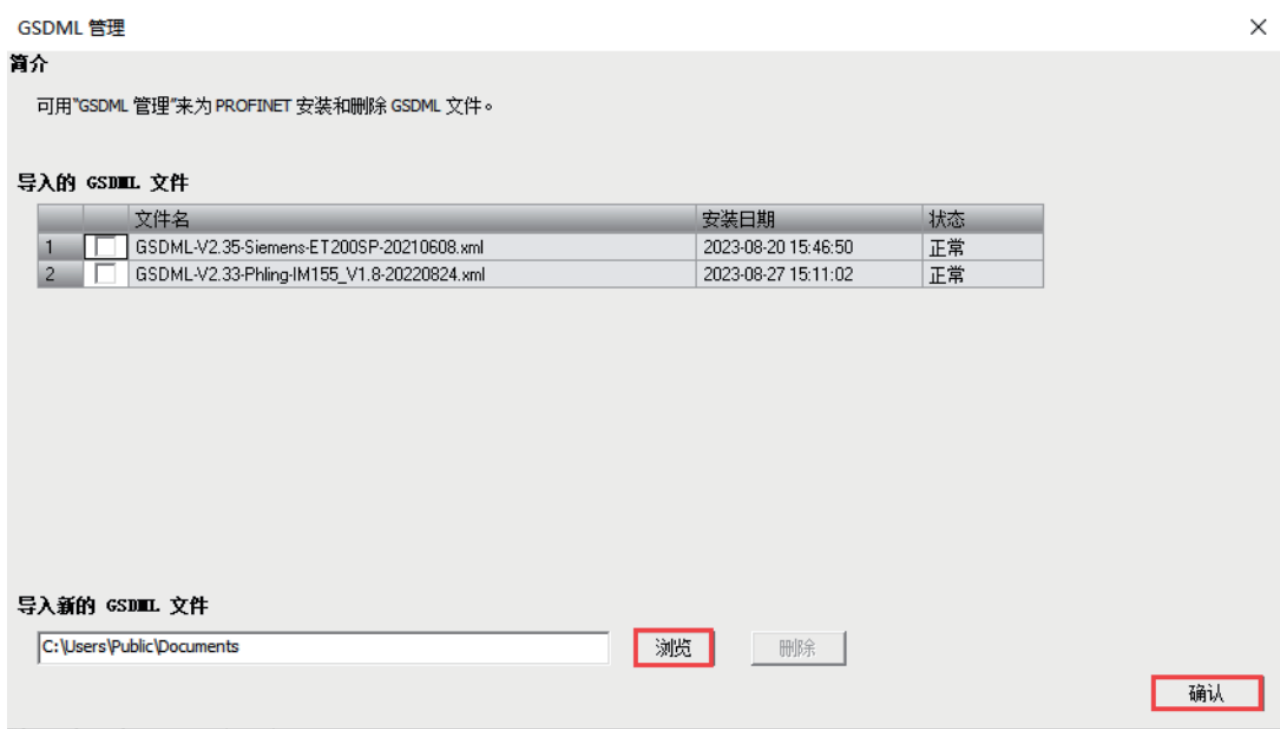 GSDML 管理
简介
可用"GSDML 管理"来为 PROFINET 安装和删除 GSDML 文件。
导入的 GSDML 文件
文件名 安装日期 状态
1 GSDML-V2.35-Siemens-ET200SP-20210608.xml 2023-08-20 15:46:50 正常
2 GSDML-V2.33-Phling-IM155_V1.8-20220824.xml 2023-08-27 15:11:02 正常
导入新的 GSDML 文件
C:\Users\Public\Documents 浏览 删除
确认